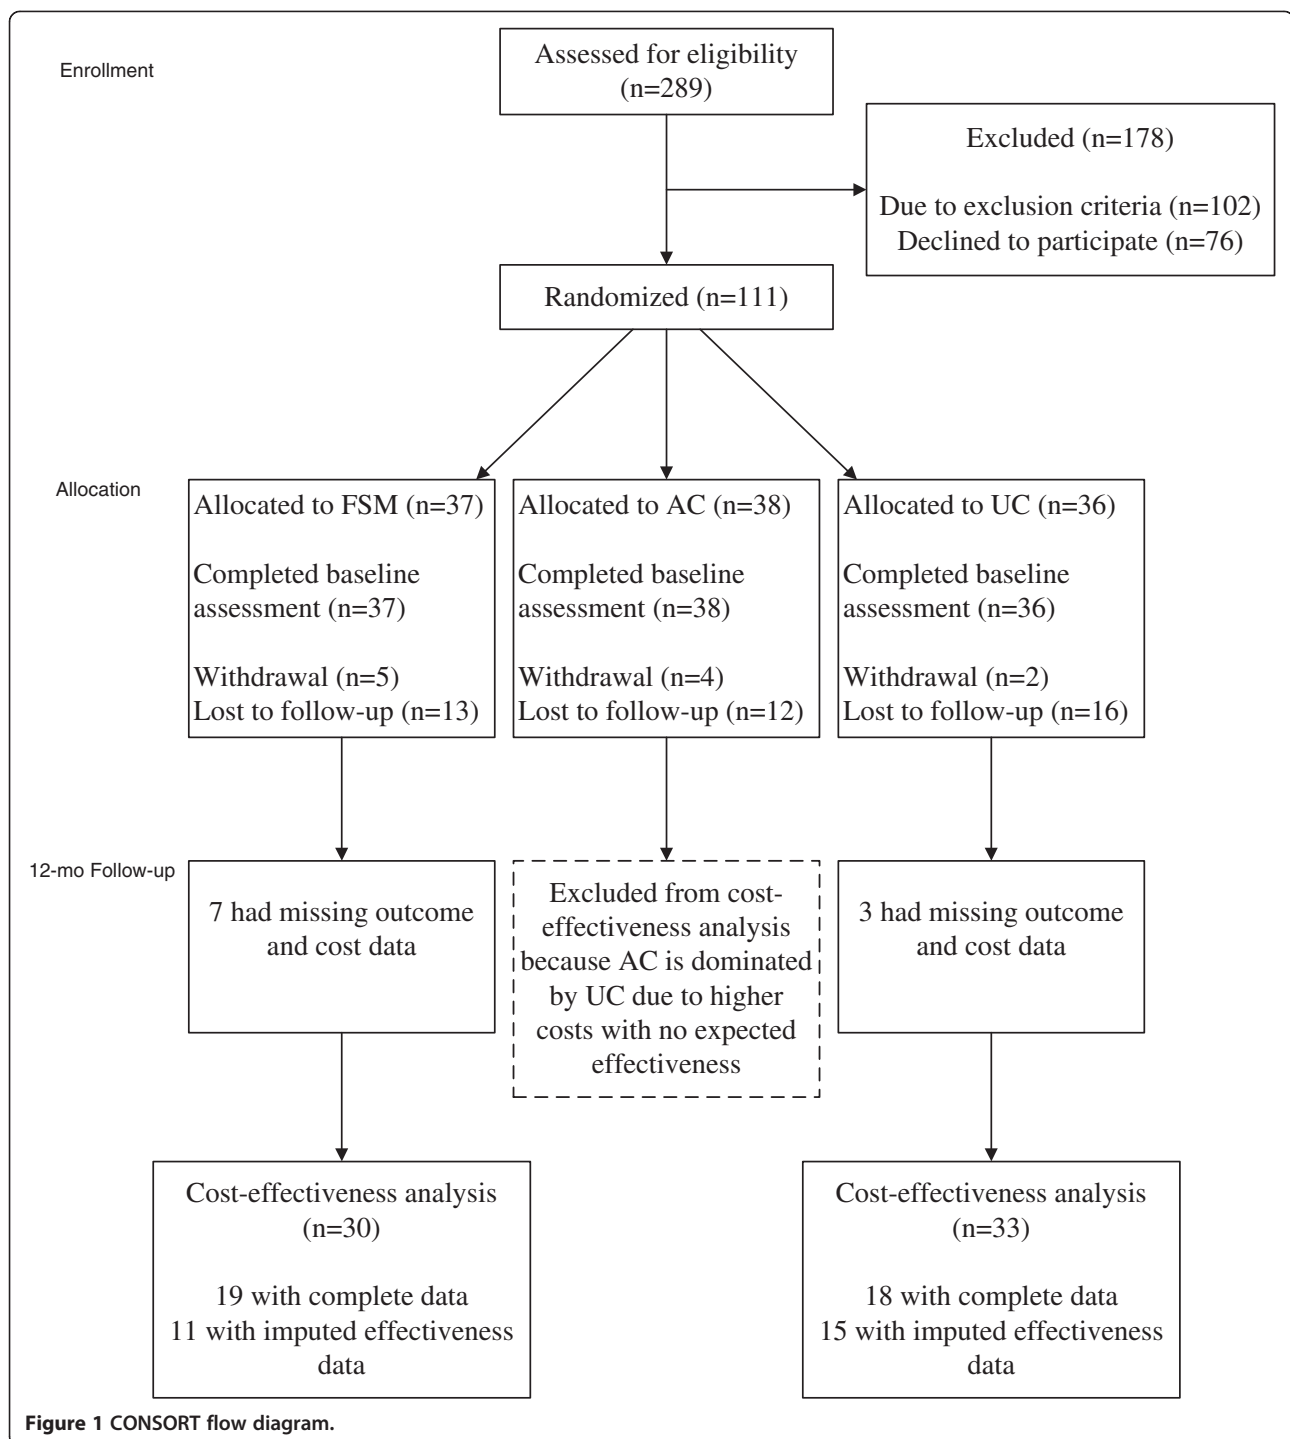 Enrollment
Assessed for eligibility
(n=289)
Excluded (n=178)
Due to exclusion criteria (n=102)
Declined to participate (n=76)
Randomized (n=111)
Allocation
Allocated to FSM (n=37)
Completed baseline
assessment (n=37)
Withdrawal (n=5)
Lost to follow-up (n=13)
Allocated to AC (n=38)
Completed baseline
assessment (n=38)
Withdrawal (n=4)
Lost to follow-up (n=12)
Allocated to UC (n=36)
Completed baseline
assessment (n=36)
Withdrawal (n=2)
Lost to follow-up (n=16)
12-mo Follow-up
7 had missing outcome
and cost data
Excluded from cost-
effectiveness analysis
because AC is dominated
by UC due to higher
costs with no expected
effectiveness
3 had missing outcome
and cost data
Cost-effectiveness analysis
(n=30)
19 with complete data
11 with imputed effectiveness
data
Cost-effectiveness analysis
(n=33)
18 with complete data
15 with imputed effectiveness
data
Figure 1 CONSORT flow diagram.